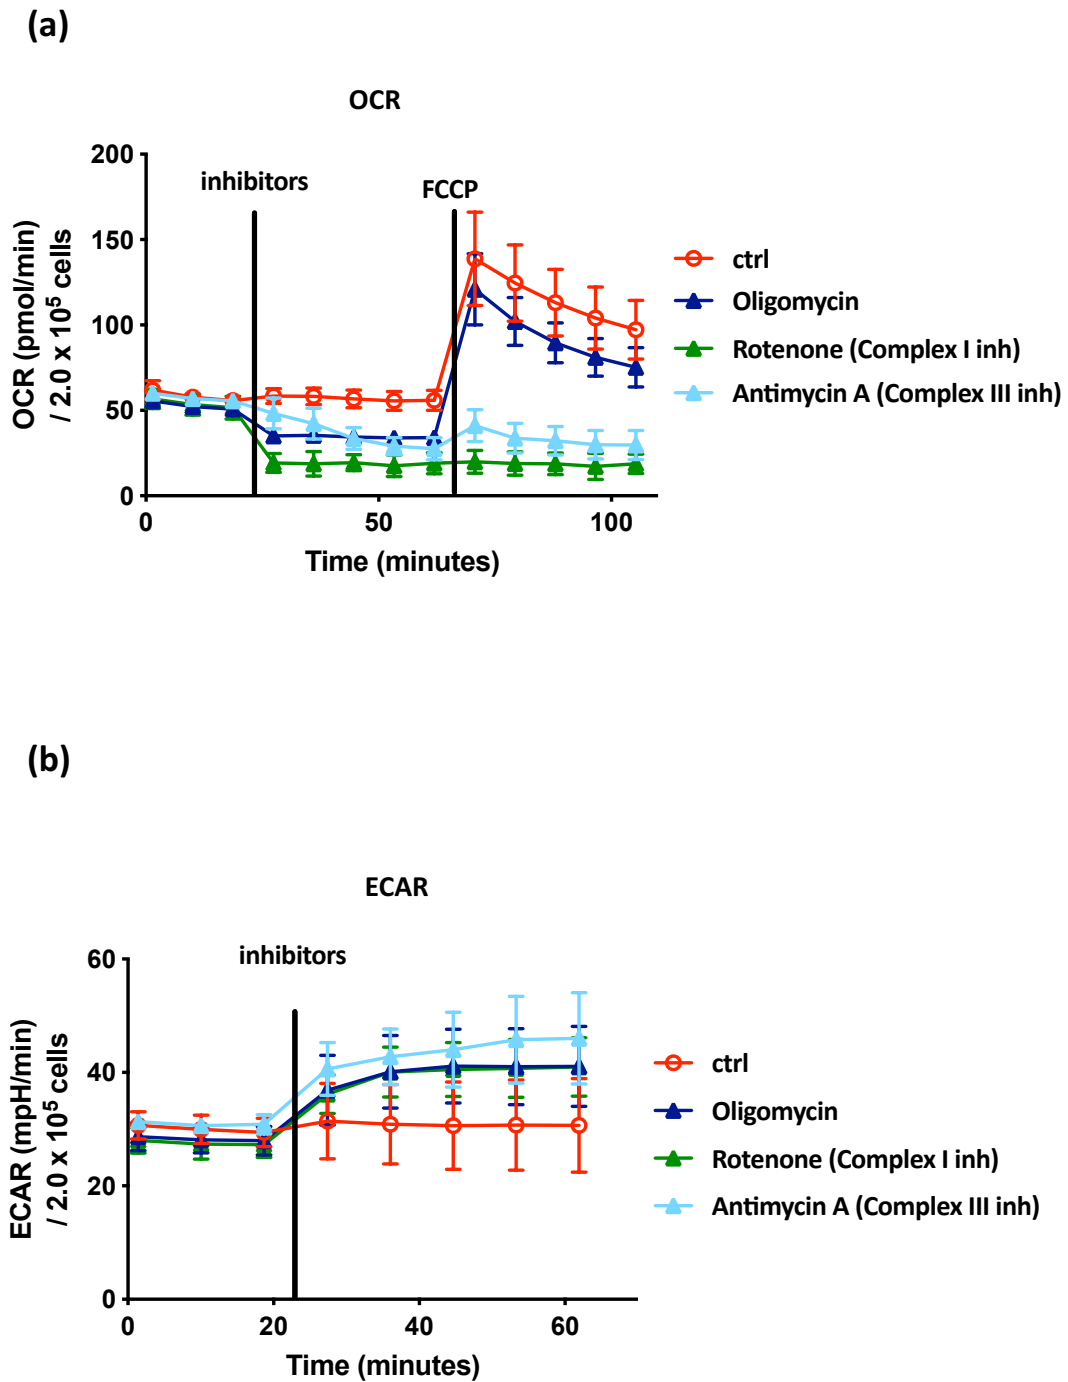 (a)
OCR
200
150
100
50
0
inhibitors
FCCP
OCR (pmol/min)
/ 2.0 x 10⁵ cells
0
50
100
Time (minutes)
ctrl
Oligomycin
Rotenone (Complex I inh)
Antimycin A (Complex III inh)
(b)
ECAR
60
40
20
0
inhibitors
ECAR (mpH/min)
/ 2.0 x 10⁵ cells
0
20
40
60
Time (minutes)
ctrl
Oligomycin
Rotenone (Complex I inh)
Antimycin A (Complex III inh)